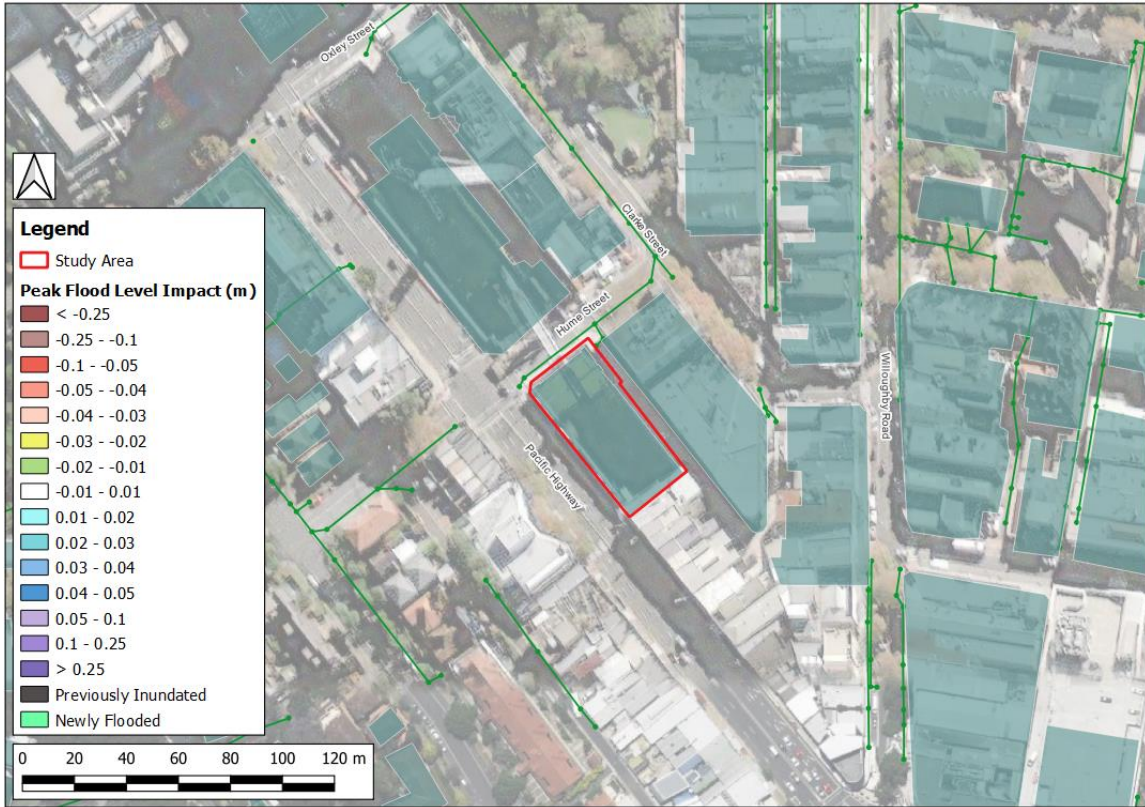 Oxley Street
Clarke Street
Hume Street
Willoughby Road
Pacific Highway
Legend
Study Area
Peak Flood Level Impact (m)
< -0.25
-0.25 - -0.1
-0.1 - -0.05
-0.05 - -0.04
-0.04 - -0.03
-0.03 - -0.02
-0.02 - -0.01
-0.01 - 0.01
0.01 - 0.02
0.02 - 0.03
0.03 - 0.04
0.04 - 0.05
0.05 - 0.1
0.1 - 0.25
> 0.25
Previously Inundated
Newly Flooded
0 20 40 60 80 100 120 m